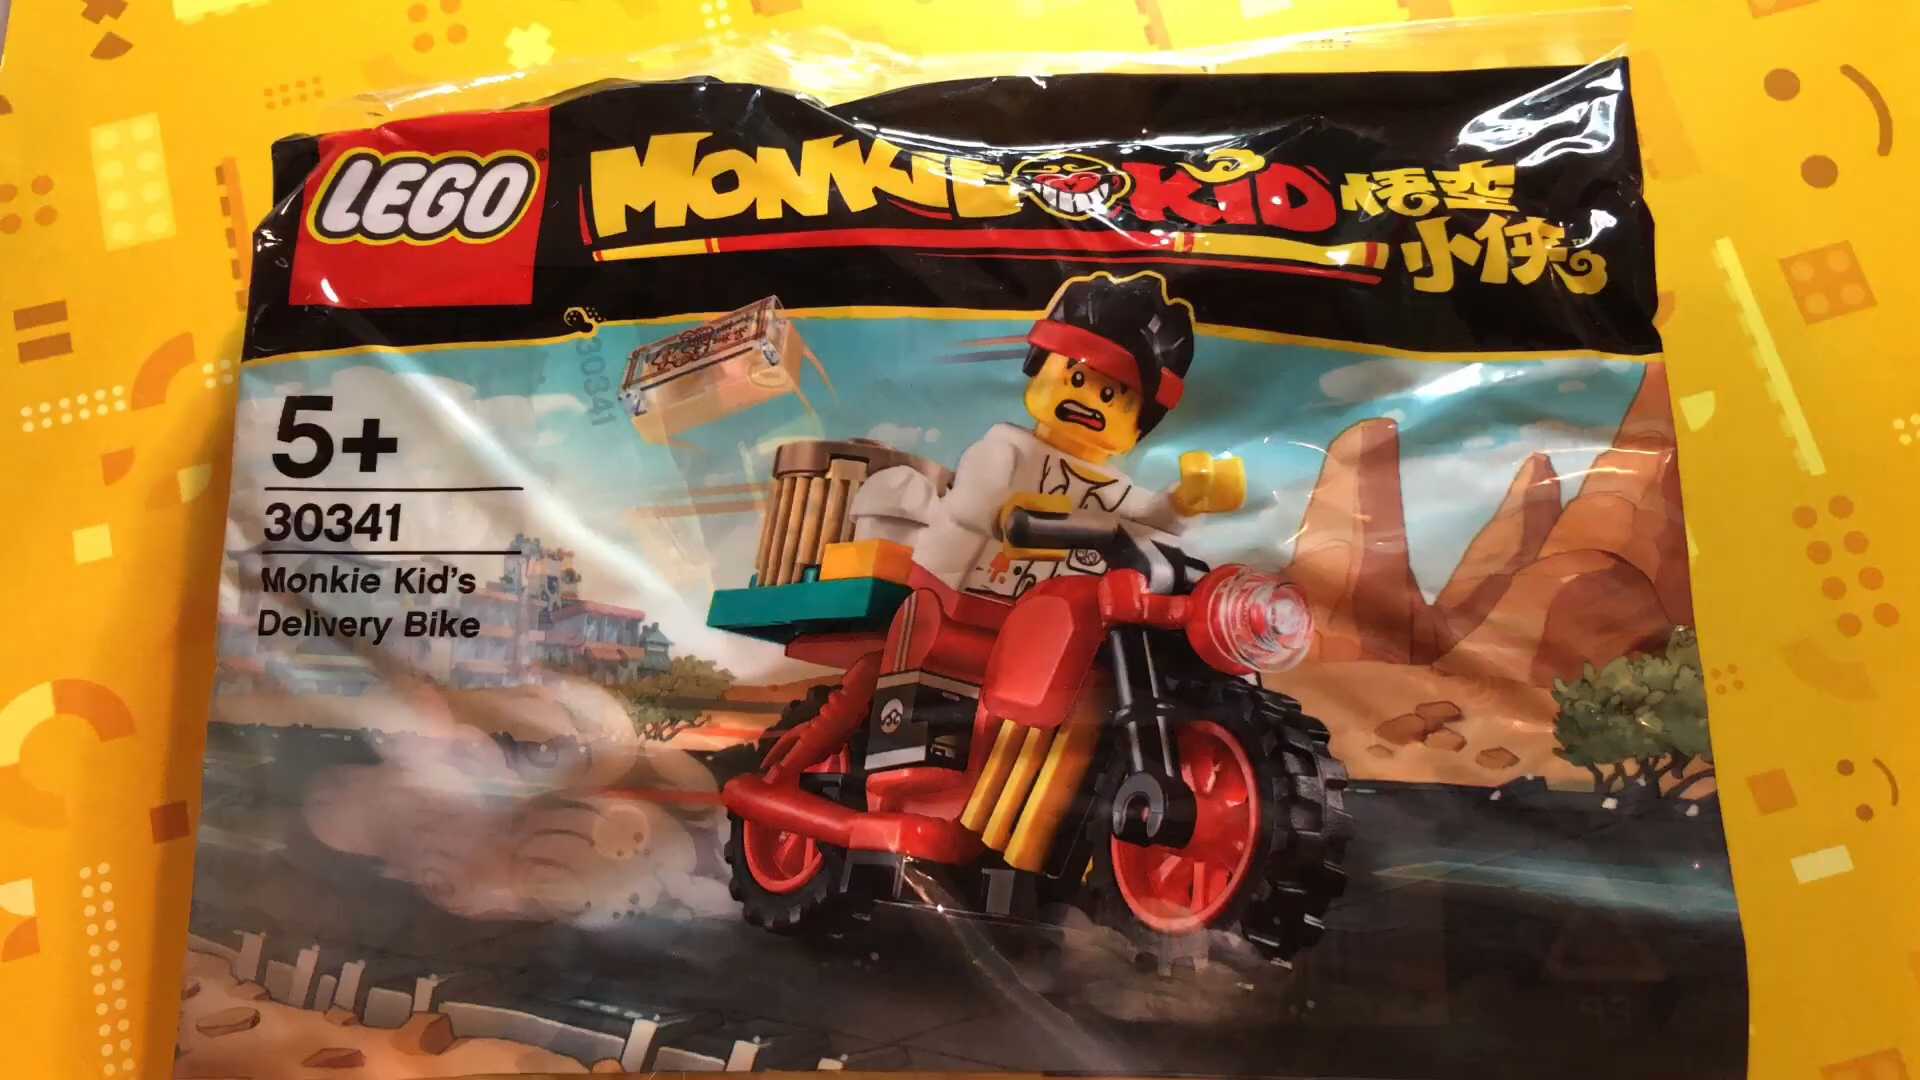 LEGO
MONKIE KiD 悟空
小侠
5+
30341
Monkie Kid's
Delivery Bike
30341